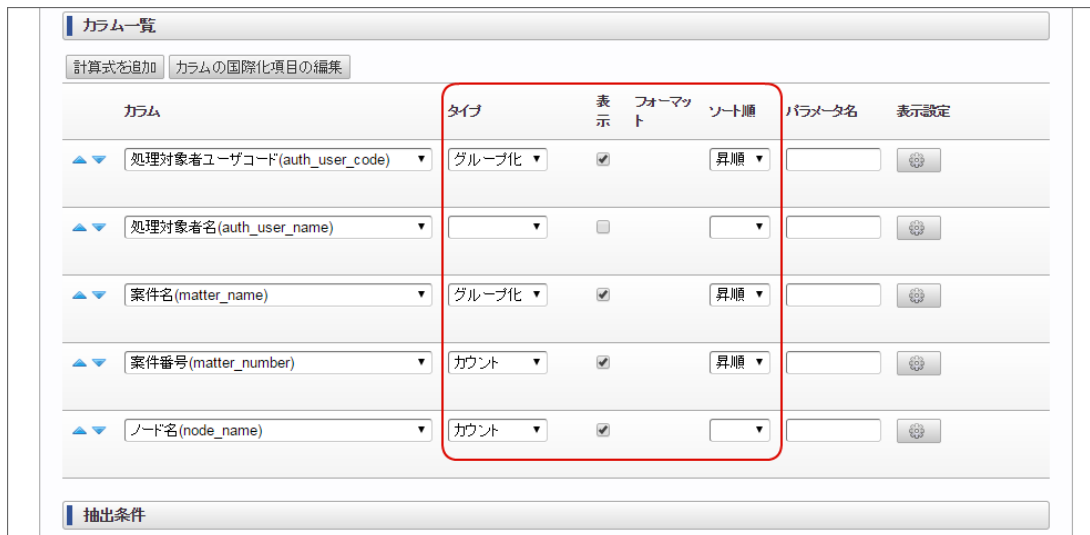 カラム一覧
計算式を追加 カラムの国際化項目の編集
カラム タイプ 表示 フォーマット ソート順 パラメータ名 表示設定
処理対象者ユーザコード(auth_user_code) グループ化 昇順
処理対象者名(auth_user_name)
案件名(matter_name) グループ化 昇順
案件番号(matter_number) カウント 昇順
ノード名(node_name) カウント
抽出条件